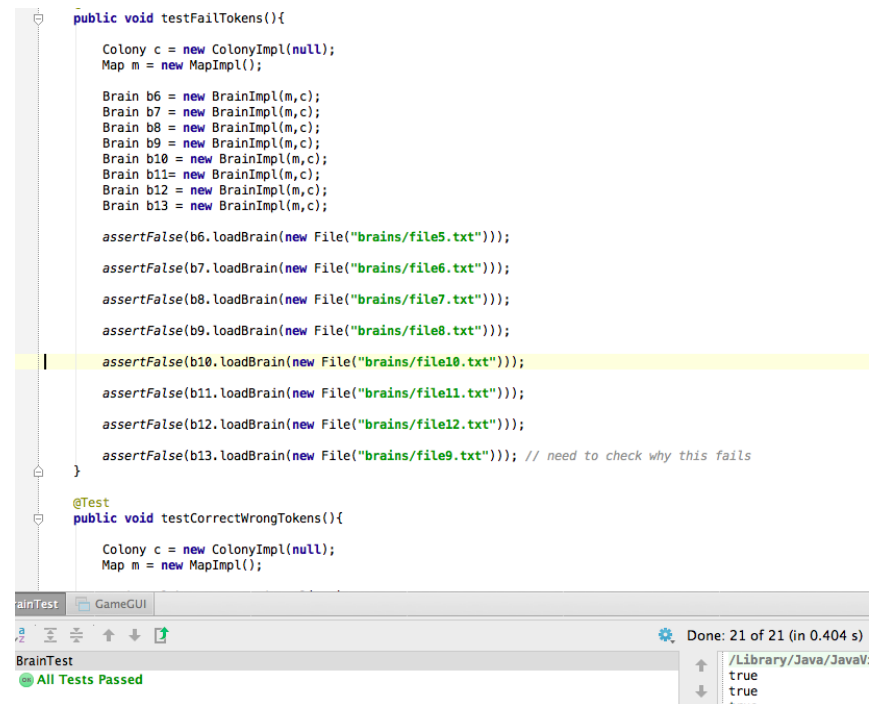 public void testFailTokens(){
Colony c = new ColonyImpl(null);
Map m = new MapImpl();
Brain b6 = new BrainImpl(m,c);
Brain b7 = new BrainImpl(m,c);
Brain b8 = new BrainImpl(m,c);
Brain b9 = new BrainImpl(m,c);
Brain b10 = new BrainImpl(m,c);
Brain b11= new BrainImpl(m,c);
Brain b12 = new BrainImpl(m,c);
Brain b13 = new BrainImpl(m,c);
assertFalse(b6.loadBrain(new File("brains/file5.txt")));
assertFalse(b7.loadBrain(new File("brains/file6.txt")));
assertFalse(b8.loadBrain(new File("brains/file7.txt")));
assertFalse(b9.loadBrain(new File("brains/file8.txt")));
assertFalse(b10.loadBrain(new File("brains/file10.txt")));
assertFalse(b11.loadBrain(new File("brains/file11.txt")));
assertFalse(b12.loadBrain(new File("brains/file12.txt")));
assertFalse(b13.loadBrain(new File("brains/file9.txt"))); // need to check why this fails
}
@Test
public void testCorrectWrongTokens(){
Colony c = new ColonyImpl(null);
Map m = new MapImpl();
rainTest GameGUI
Done: 21 of 21 (in 0.404 s)
BrainTest
OK All Tests Passed
/Library/Java/JavaVi
true
true